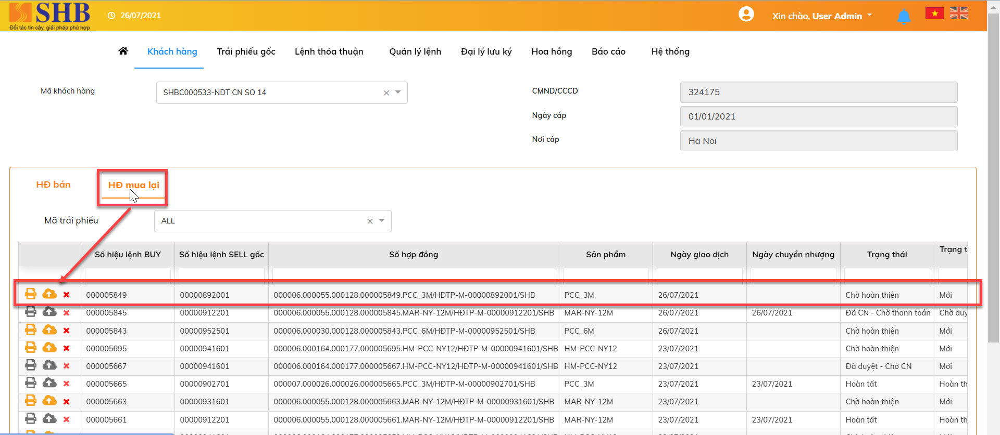 SHB
Đối tác tin cậy, giải pháp phù hợp
26/07/2021
Xin chào, User Admin
Khách hàng Trái phiếu gốc Lệnh thỏa thuận Quản lý lệnh Đại lý lưu ký Hoa hồng Báo cáo Hệ thống
Mã khách hàng SHBC000533-NDT CN SO 14 CMND/CCCD 324175
Ngày cấp 01/01/2021
Nơi cấp Ha Noi
HĐ bán HĐ mua lại
Mã trái phiếu ALL
Số hiệu lệnh BUY Số hiệu lệnh SELL gốc Số hợp đồng Sản phẩm Ngày giao dịch Ngày chuyển nhượng Trạng thái Trạng t
000005849 00000892001 000006.000055.000128.000005849.PCC_3M/HĐTP-M-00000892001/SHB PCC_3M 26/07/2021 Chờ hoàn thiện Mới
000005845 00000912201 000006.000055.000128.000005845.MAR-NY-12M/HĐTP-M-00000912201/SHB MAR-NY-12M 26/07/2021 26/07/2021 Đã CN - Chờ thanh toán Chờ duy
000005843 00000952501 000006.000030.000128.000005843.PCC_6M/HĐTP-M-00000952501/SHB PCC_6M 26/07/2021 Chờ hoàn thiện Mới
000005695 00000941601 000006.000164.000177.000005695.HM-PCC-NY12/HĐTP-M-00000941601/SHB HM-PCC-NY12 23/07/2021 Chờ hoàn thiện Mới
000005667 00000941601 000006.000164.000177.000005667.HM-PCC-NY12/HĐTP-M-00000941601/SHB HM-PCC-NY12 23/07/2021 Đã duyệt - Chờ CN Mới
000005665 00000902701 000007.000026.000026.000005665.PCC_3M/HĐTP-M-00000902701/SHB PCC_3M 23/07/2021 23/07/2021 Hoàn tất Hoàn th
000005663 00000931601 000006.000055.000128.000005663.MAR-NY-12M/HĐTP-M-00000931601/SHB MAR-NY-12M 23/07/2021 Chờ hoàn thiện Mới
000005661 00000912201 000006.000055.000128.000005661.MAR-NY-12M/HĐTP-M-00000912201/SHB MAR-NY-12M 23/07/2021 23/07/2021 Hoàn tất Hoàn th